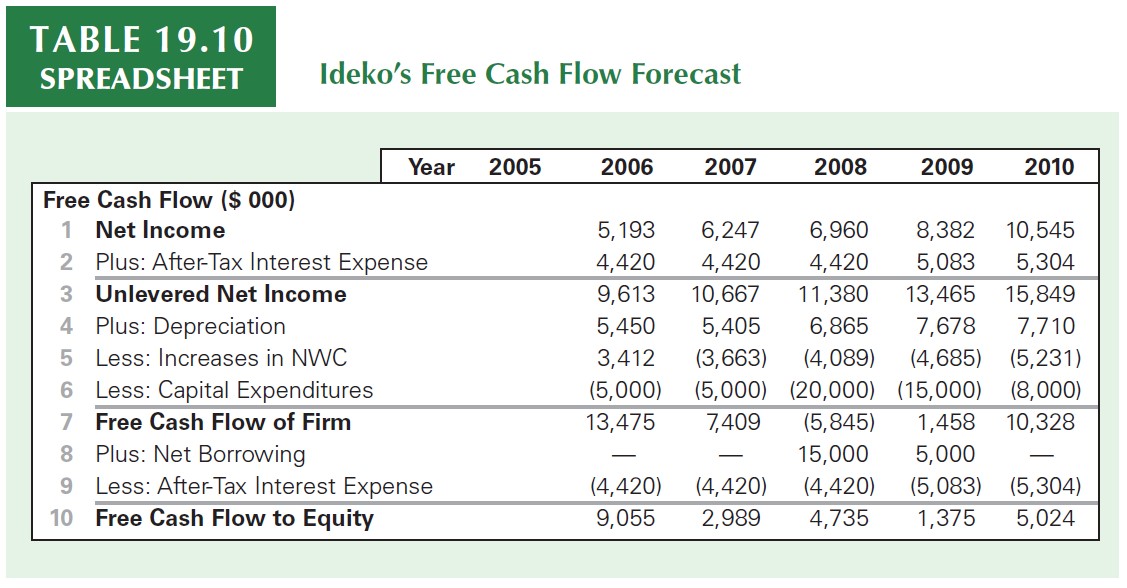 TABLE 19.10
SPREADSHEET
Ideko's Free Cash Flow Forecast
Year 2005 2006 2007 2008 2009 2010
Free Cash Flow ($ 000)
1 Net Income 5,193 6,247 6,960 8,382 10,545
2 Plus: After-Tax Interest Expense 4,420 4,420 4,420 5,083 5,304
3 Unlevered Net Income 9,613 10,667 11,380 13,465 15,849
4 Plus: Depreciation 5,450 5,405 6,865 7,678 7,710
5 Less: Increases in NWC 3,412 (3,663) (4,089) (4,685) (5,231)
6 Less: Capital Expenditures (5,000) (5,000) (20,000) (15,000) (8,000)
7 Free Cash Flow of Firm 13,475 7,409 (5,845) 1,458 10,328
8 Plus: Net Borrowing — — 15,000 5,000 —
9 Less: After-Tax Interest Expense (4,420) (4,420) (4,420) (5,083) (5,304)
10 Free Cash Flow to Equity 9,055 2,989 4,735 1,375 5,024